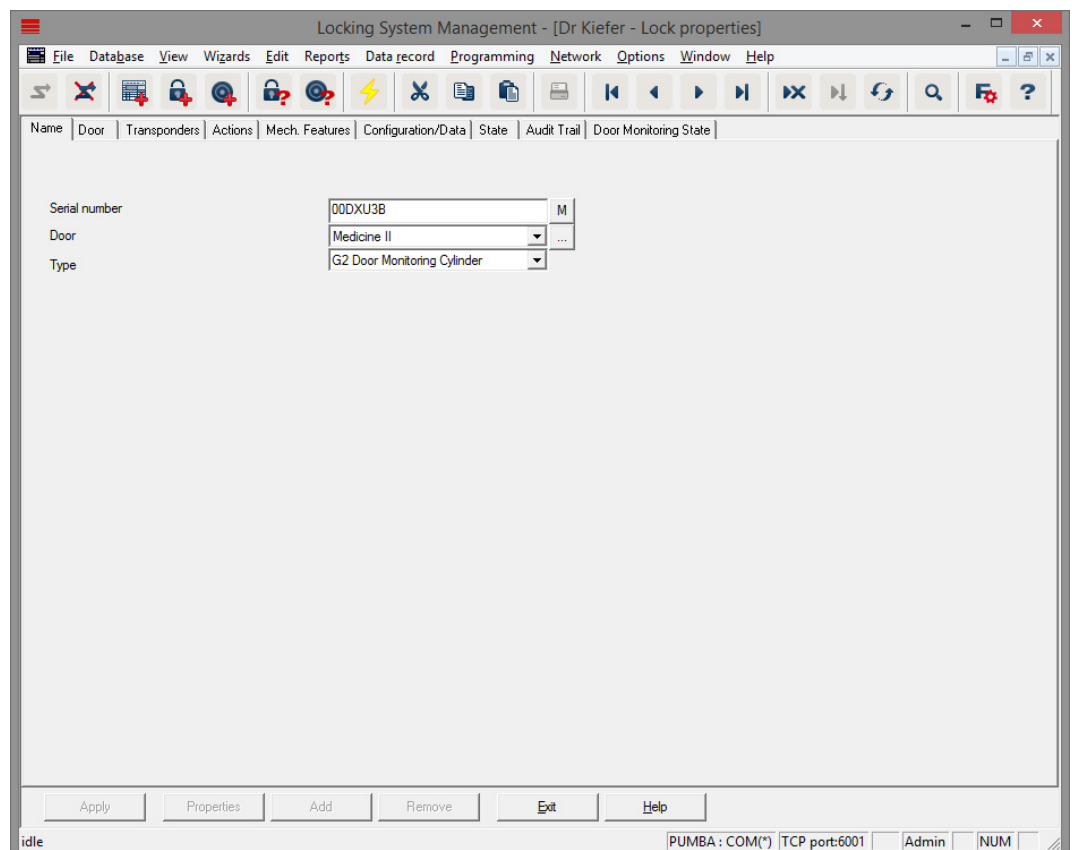 Locking System Management - [Dr Kiefer - Lock properties]
File Database View Wizards Edit Reports Data record Programming Network Options Window Help
Name Door Transponders Actions Mech. Features Configuration/Data State Audit Trail Door Monitoring State
Serial number 00DXU3B M
Door Medicine II ...
Type G2 Door Monitoring Cylinder
Apply Properties Add Remove Exit Help
idle PUMBA : COM(*) TCP port:6001 Admin NUM